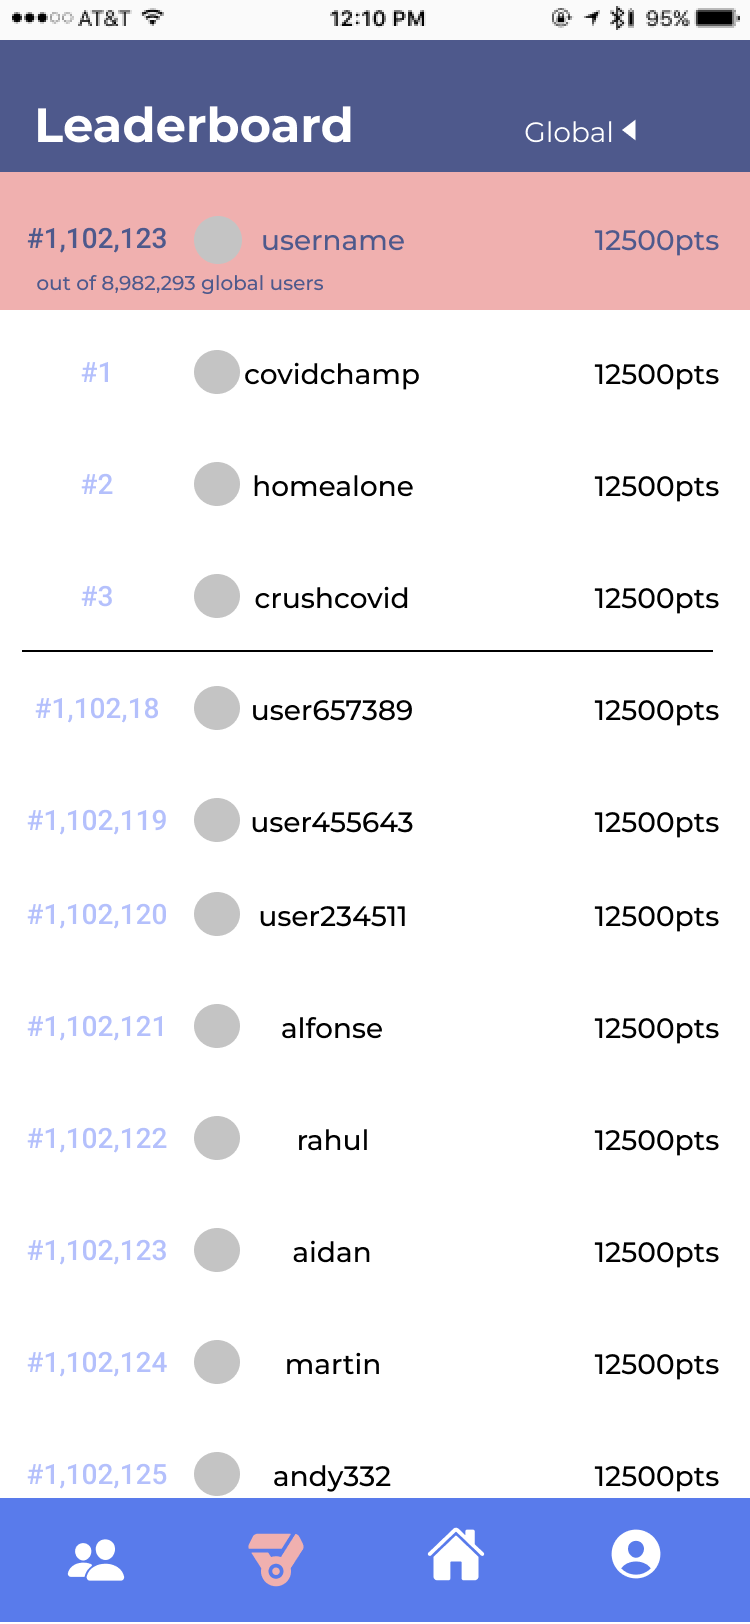 AT&T 12:10 PM 95%
Leaderboard Global
#1,102,123 username 12500pts
out of 8,982,293 global users
#1 covidchamp 12500pts
#2 homealone 12500pts
#3 crushcovid 12500pts
#1,102,18 user657389 12500pts
#1,102,119 user455643 12500pts
#1,102,120 user234511 12500pts
#1,102,121 alfonse 12500pts
#1,102,122 rahul 12500pts
#1,102,123 aidan 12500pts
#1,102,124 martin 12500pts
#1,102,125 andy332 12500pts